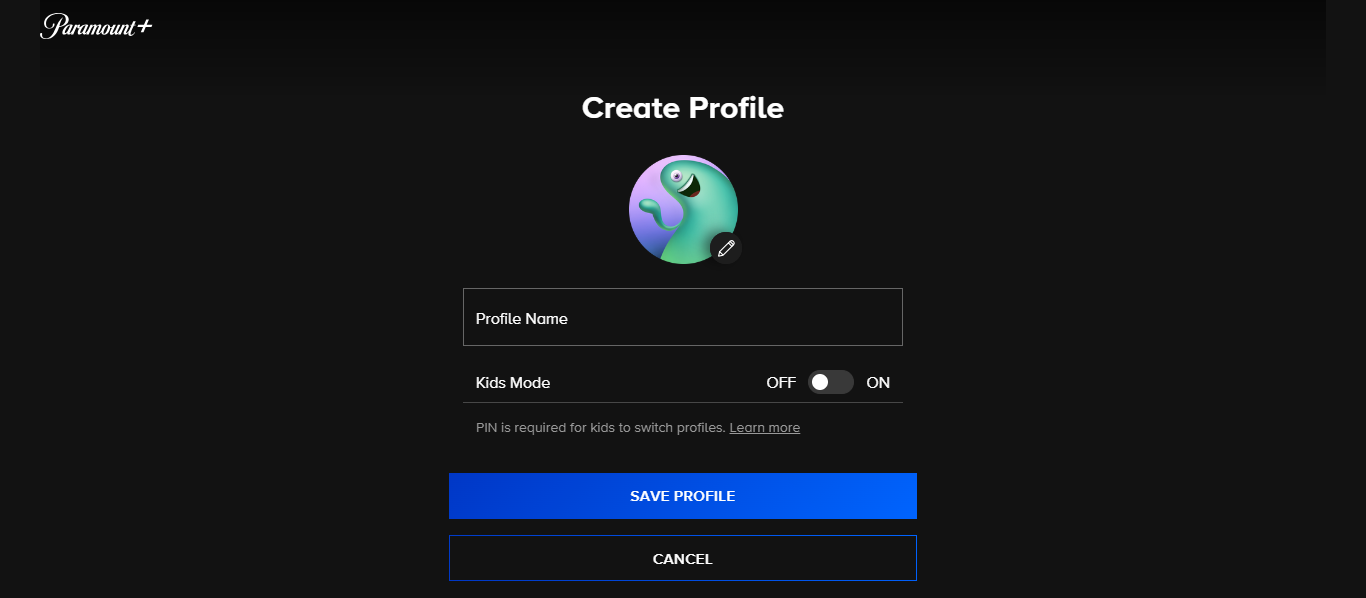 Paramount+
Create Profile
Profile Name
Kids Mode OFF ON
PIN is required for kids to switch profiles. Learn more
SAVE PROFILE
CANCEL